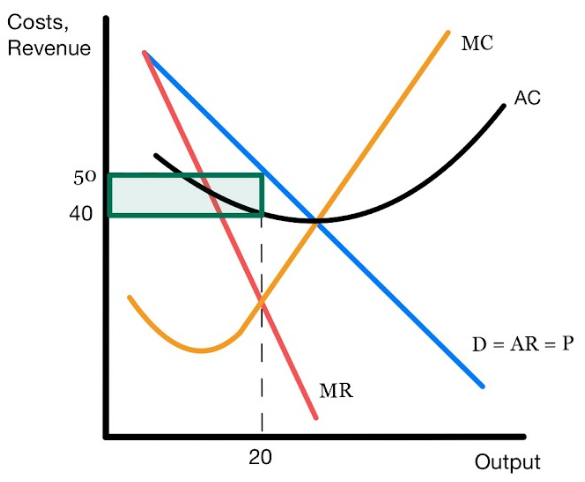 Costs,
Revenue
MC
AC
50
40
D = AR = P
MR
20
Output